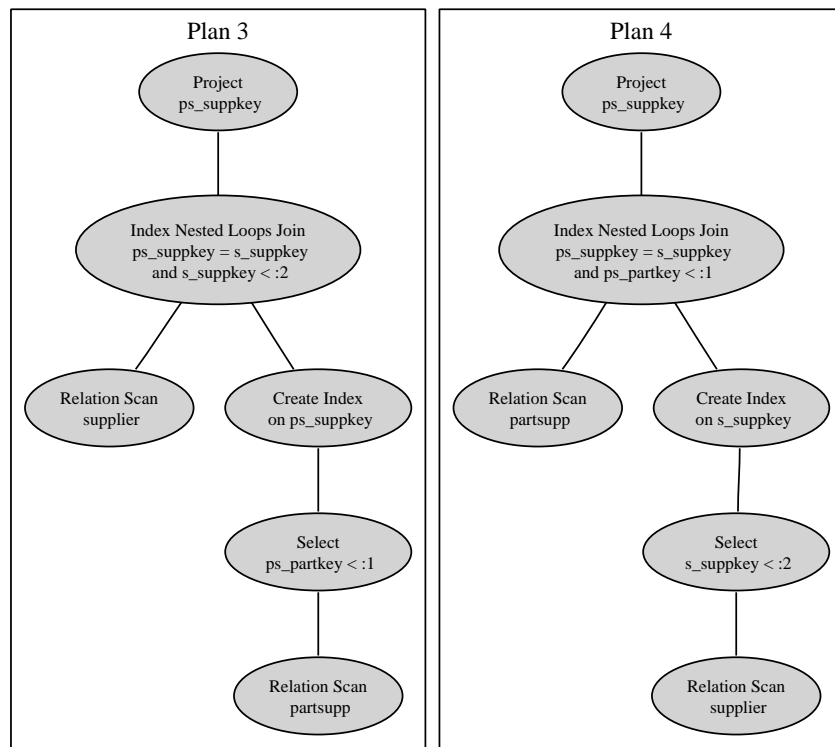 Plan 3
Project
ps_suppkey
Index Nested Loops Join
ps_suppkey = s_suppkey
and s_suppkey < :2
Relation Scan
supplier
Create Index
on ps_suppkey
Select
ps_partkey < :1
Relation Scan
partsupp
Plan 4
Project
ps_suppkey
Index Nested Loops Join
ps_suppkey = s_suppkey
and ps_partkey < :1
Relation Scan
partsupp
Create Index
on s_suppkey
Select
s_suppkey < :2
Relation Scan
supplier